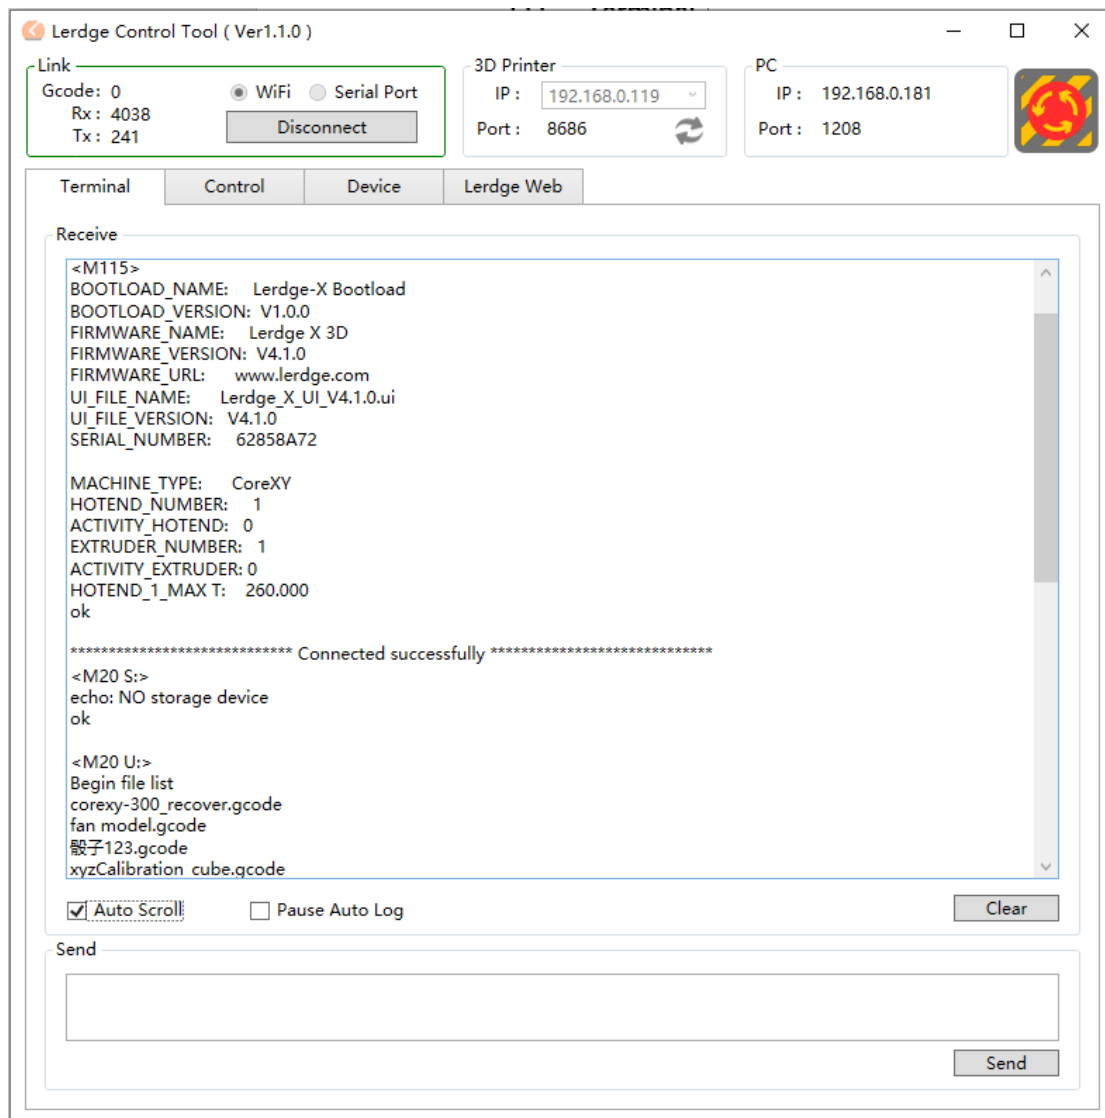 Lerdge Control Tool ( Ver1.1.0 )
Link
Gcode: 0
WiFi
Serial Port
Rx : 4038
Tx : 241
Disconnect
3D Printer
IP : 192.168.0.119
Port : 8686
PC
IP : 192.168.0.181
Port : 1208
Terminal
Control
Device
Lerdge Web
Receive
<M115>
BOOTLOAD_NAME: Lerdge-X Bootload
BOOTLOAD_VERSION: V1.0.0
FIRMWARE_NAME: Lerdge X 3D
FIRMWARE_VERSION: V4.1.0
FIRMWARE_URL: www.lerdge.com
UI_FILE_NAME: Lerdge_X_UI_V4.1.0.ui
UI_FILE_VERSION: V4.1.0
SERIAL_NUMBER: 62858A72
MACHINE_TYPE: CoreXY
HOTEND_NUMBER: 1
ACTIVITY_HOTEND: 0
EXTRUDER_NUMBER: 1
ACTIVITY_EXTRUDER: 0
HOTEND_1_MAX T: 260.000
ok
***************************** Connected successfully *****************************
<M20 S:>
echo: NO storage device
ok
<M20 U:>
Begin file list
corexy-300_recover.gcode
fan model.gcode
骰子123.gcode
xyzCalibration_cube.gcode
Auto Scroll
Pause Auto Log
Clear
Send
Send